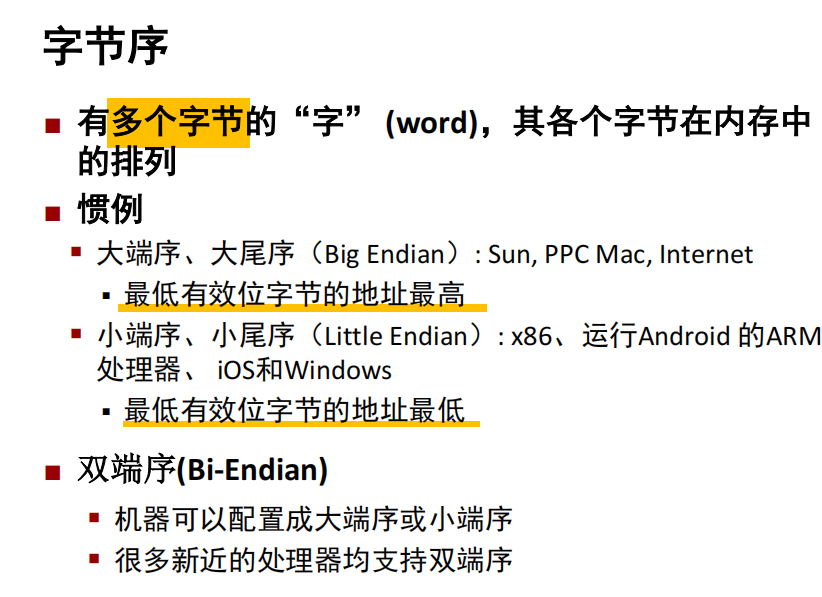 字节序
有多个字节的“字” (word)，其各个字节在内存中
的排列
惯例
大端序、大尾序（Big Endian）: Sun, PPC Mac, Internet
最低有效位字节的地址最高
小端序、小尾序（Little Endian）: x86、运行Android 的ARM
处理器、 iOS和Windows
最低有效位字节的地址最低
双端序(Bi-Endian)
机器可以配置成大端序或小端序
很多新近的处理器均支持双端序